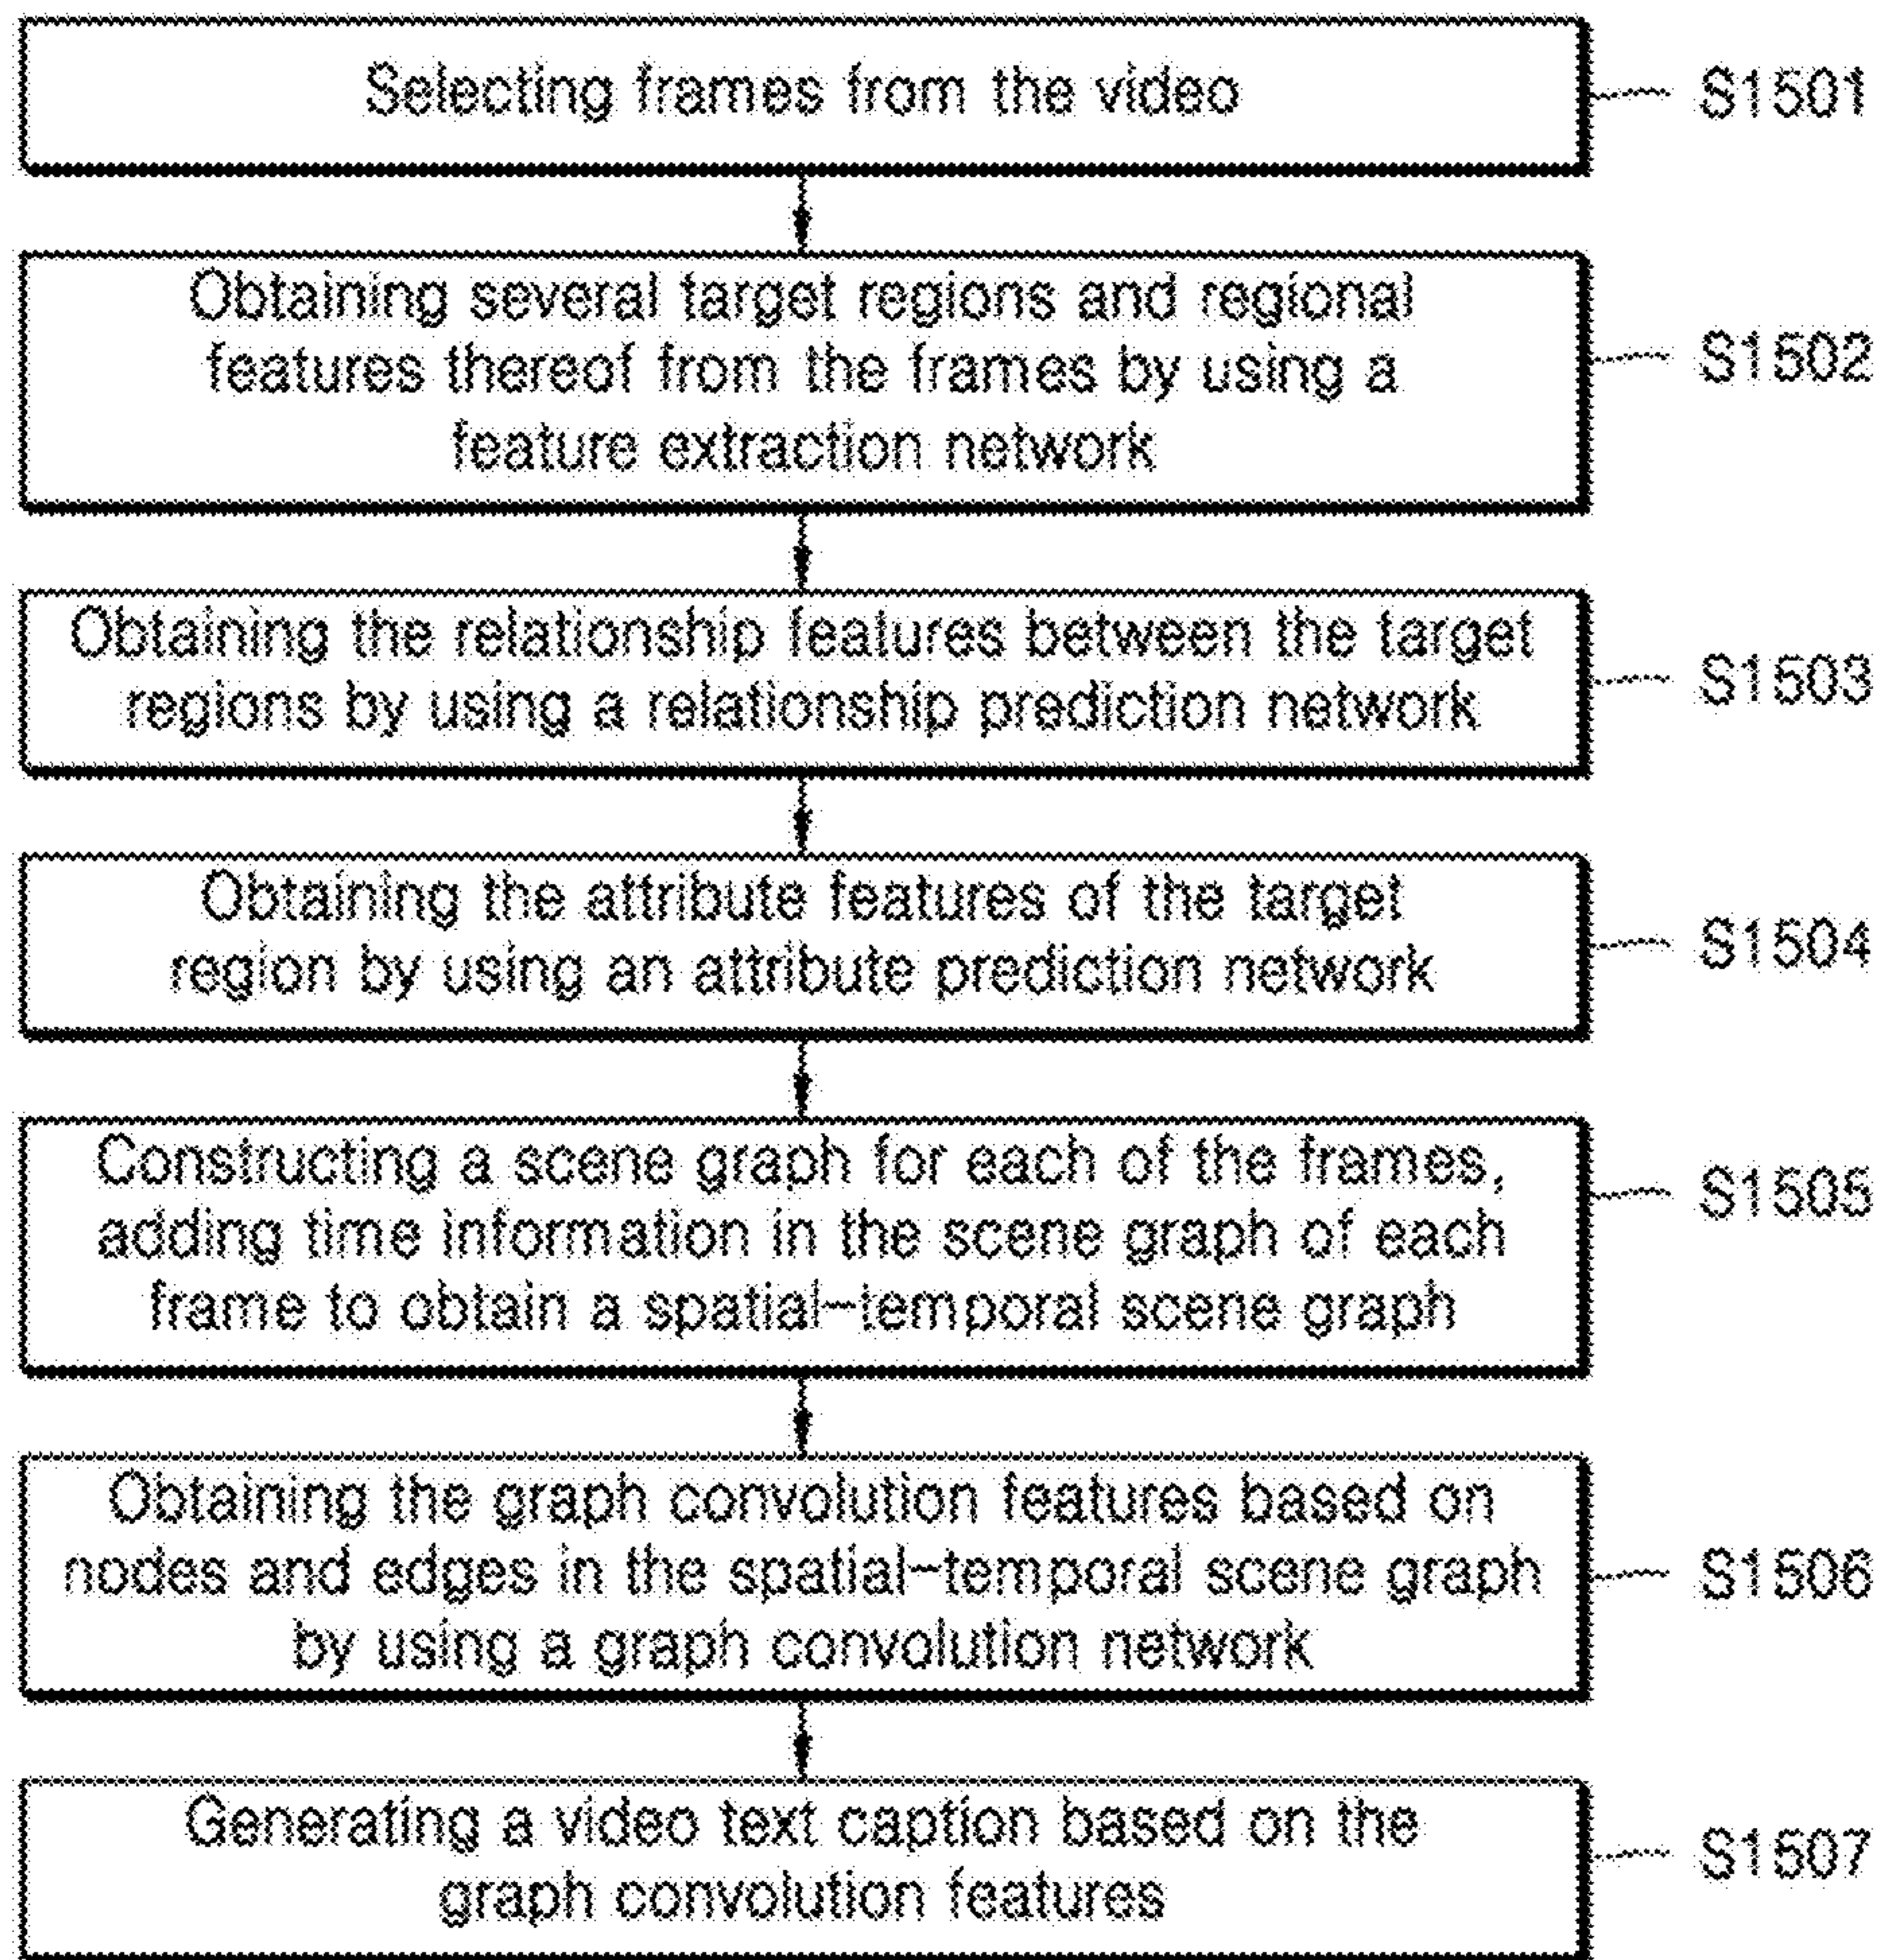 Selecting frames from the video
S1501
Obtaining several target regions and regional
features thereof from the frames by using a
feature extraction network
S1502
Obtaining the relationship features between the target
regions by using a relationship prediction network
S1503
Obtaining the attribute features of the target
region by using an attribute prediction network
S1504
Constructing a scene graph for each of the frames,
adding time information in the scene graph of each
frame to obtain a spatial-temporal scene graph
S1505
Obtaining the graph convolution features based on
nodes and edges in the spatial-temporal scene graph
by using a graph convolution network
S1506
Generating a video text caption based on the
graph convolution features
S1507